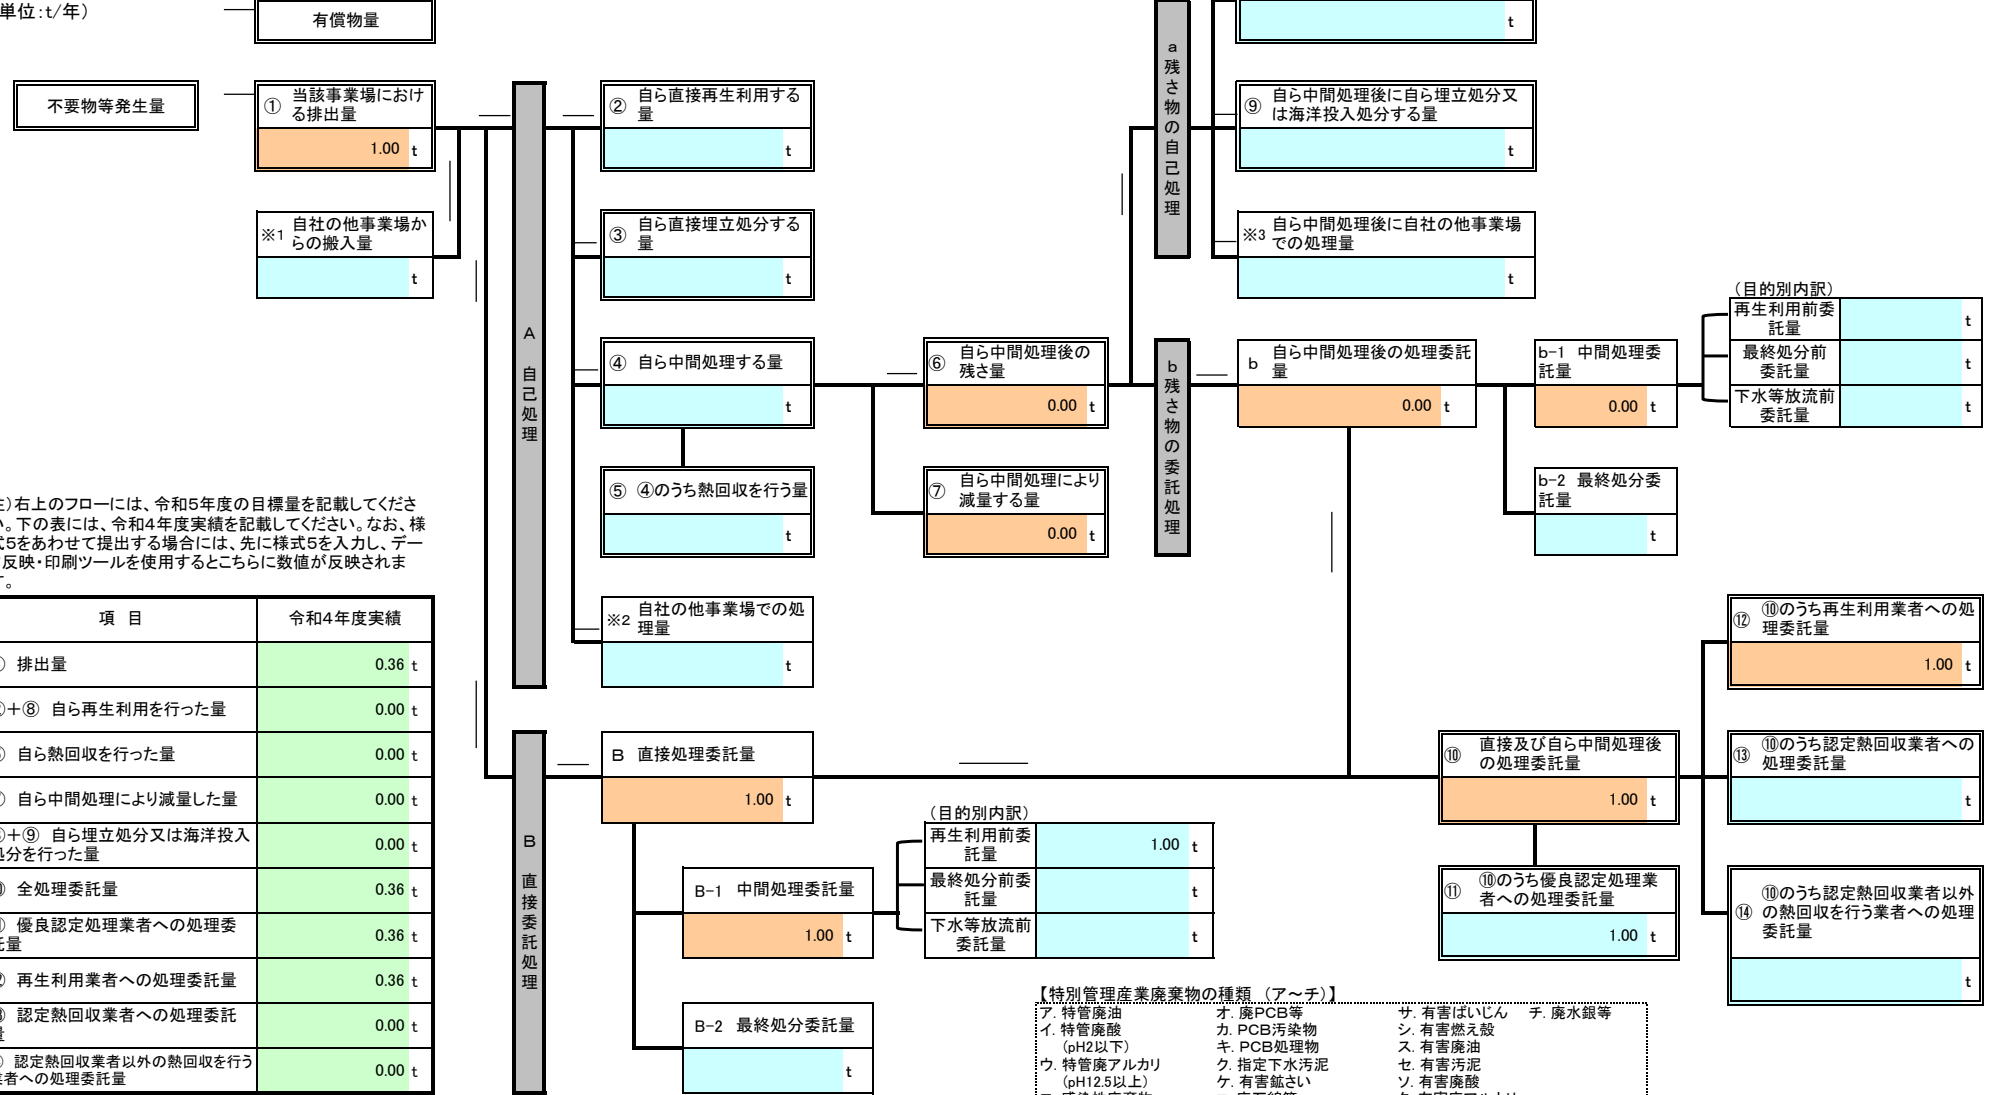 単位:t/年)
有償物量
t
不要物等発生量
① 当該事業場におけ
る排出量
1.00 t
※1 自社の他事業場か
らの搬入量
t
A 自己処理
② 自ら直接再生利用する
量
t
③ 自ら直接埋立処分する
量
t
④ 自ら中間処理する量
t
⑤ ④のうち熱回収を行う量
t
※2 自社の他事業場での処
理量
t
⑥ 自ら中間処理後の
残さ量
0.00 t
⑦ 自ら中間処理により
減量する量
0.00 t
a残さ物の自己処理
⑨ 自ら中間処理後に自ら埋立処分又
は海洋投入処分する量
t
※3 自ら中間処理後に自社の他事業場
での処理量
t
b残さ物の委託処理
b 自ら中間処理後の処理委託
量
0.00 t
b-1 中間処理委
託量
0.00 t
b-2 最終処分委
託量
t
(目的別内訳)
再生利用前委
託量
t
最終処分前
委託量
t
下水等放流前
委託量
t
)右上のフローには、令和5年度の目標量を記載してくださ
。下の表には、令和4年度実績を記載してください。なお、様
5をあわせて提出する場合には、先に様式5を入力し、デー
反映・印刷ツールを使用するとこちらに数値が反映されま
。
項 目 令和4年度実績
排出量 0.36 t
+⑧ 自ら再生利用を行った量 0.00 t
自ら熱回収を行った量 0.00 t
自ら中間処理により減量した量 0.00 t
+⑨ 自ら埋立処分又は海洋投入
処分を行った量 0.00 t
全処理委託量 0.36 t
優良認定処理業者への処理委
託量 0.36 t
再生利用業者への処理委託量 0.36 t
認定熱回収業者への処理委託
量 0.00 t
認定熱回収業者以外の熱回収を行う
業者への処理委託量 0.00 t
B 直接委託処理
B 直接処理委託量
1.00 t
B-1 中間処理委託量
1.00 t
B-2 最終処分委託量
t
(目的別内訳)
再生利用前委
託量
1.00 t
最終処分前委
託量
t
下水等放流前
委託量
t
⑩ 直接及び自ら中間処理後
の処理委託量
1.00 t
⑪ ⑩のうち優良認定処理業
者への処理委託量
1.00 t
⑫ ⑩のうち再生利用業者への処
理委託量
1.00 t
⑬ ⑩のうち認定熱回収業者への
処理委託量
t
⑭ ⑩のうち認定熱回収業者以外
の熱回収を行う業者への処理
委託量
t
【特別管理産業廃棄物の種類 (ア~チ)】
ア. 特管廃油 オ. 廃PCB等 サ. 有害ばいじん チ. 廃水銀等
イ. 特管廃酸 カ. PCB汚染物 シ. 有害燃え殻
(pH2以下) キ. PCB処理物 ス. 有害廃油
ウ. 特管廃アルカリ ク. 指定下水汚泥 セ. 有害汚泥
(pH12.5以上) ケ. 有害鉱さい ソ. 有害廃酸